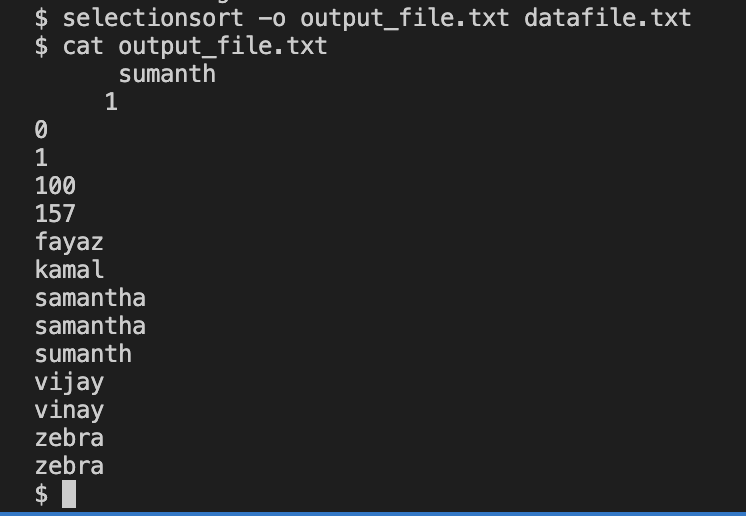 $ selectionsort -o output_file.txt datafile.txt
$ cat output_file.txt
      sumanth
     1
0
1
100
157
fayaz
kamal
samantha
samantha
sumanth
vijay
vinay
zebra
zebra
$